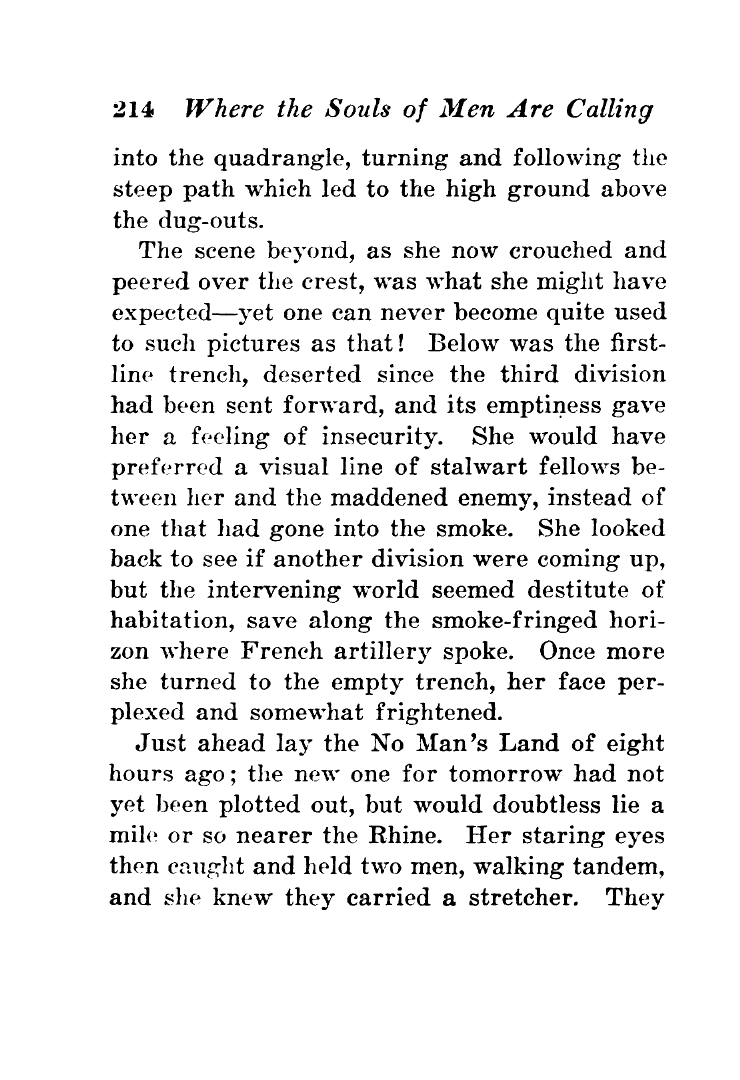 214 Where the Souls of Men Are Calling
into the quadrangle, turning and following the
steep path which led to the high ground above
the dug-outs.
The scene beyond, as she now crouched and
peered over the crest, was what she might have
expected—yet one can never become quite used
to such pictures as that! Below was the first-
line trench, deserted since the third division
had been sent forward, and its emptiness gave
her a feeling of insecurity. She would have
preferred a visual line of stalwart fellows be-
tween her and the maddened enemy, instead of
one that had gone into the smoke. She looked
back to see if another division were coming up,
but the intervening world seemed destitute of
habitation, save along the smoke-fringed hori-
zon where French artillery spoke. Once more
she turned to the empty trench, her face per-
plexed and somewhat frightened.
Just ahead lay the No Man's Land of eight
hours ago; the new one for tomorrow had not
yet been plotted out, but would doubtless lie a
mile or so nearer the Rhine. Her staring eyes
then caught and held two men, walking tandem,
and she knew they carried a stretcher. They